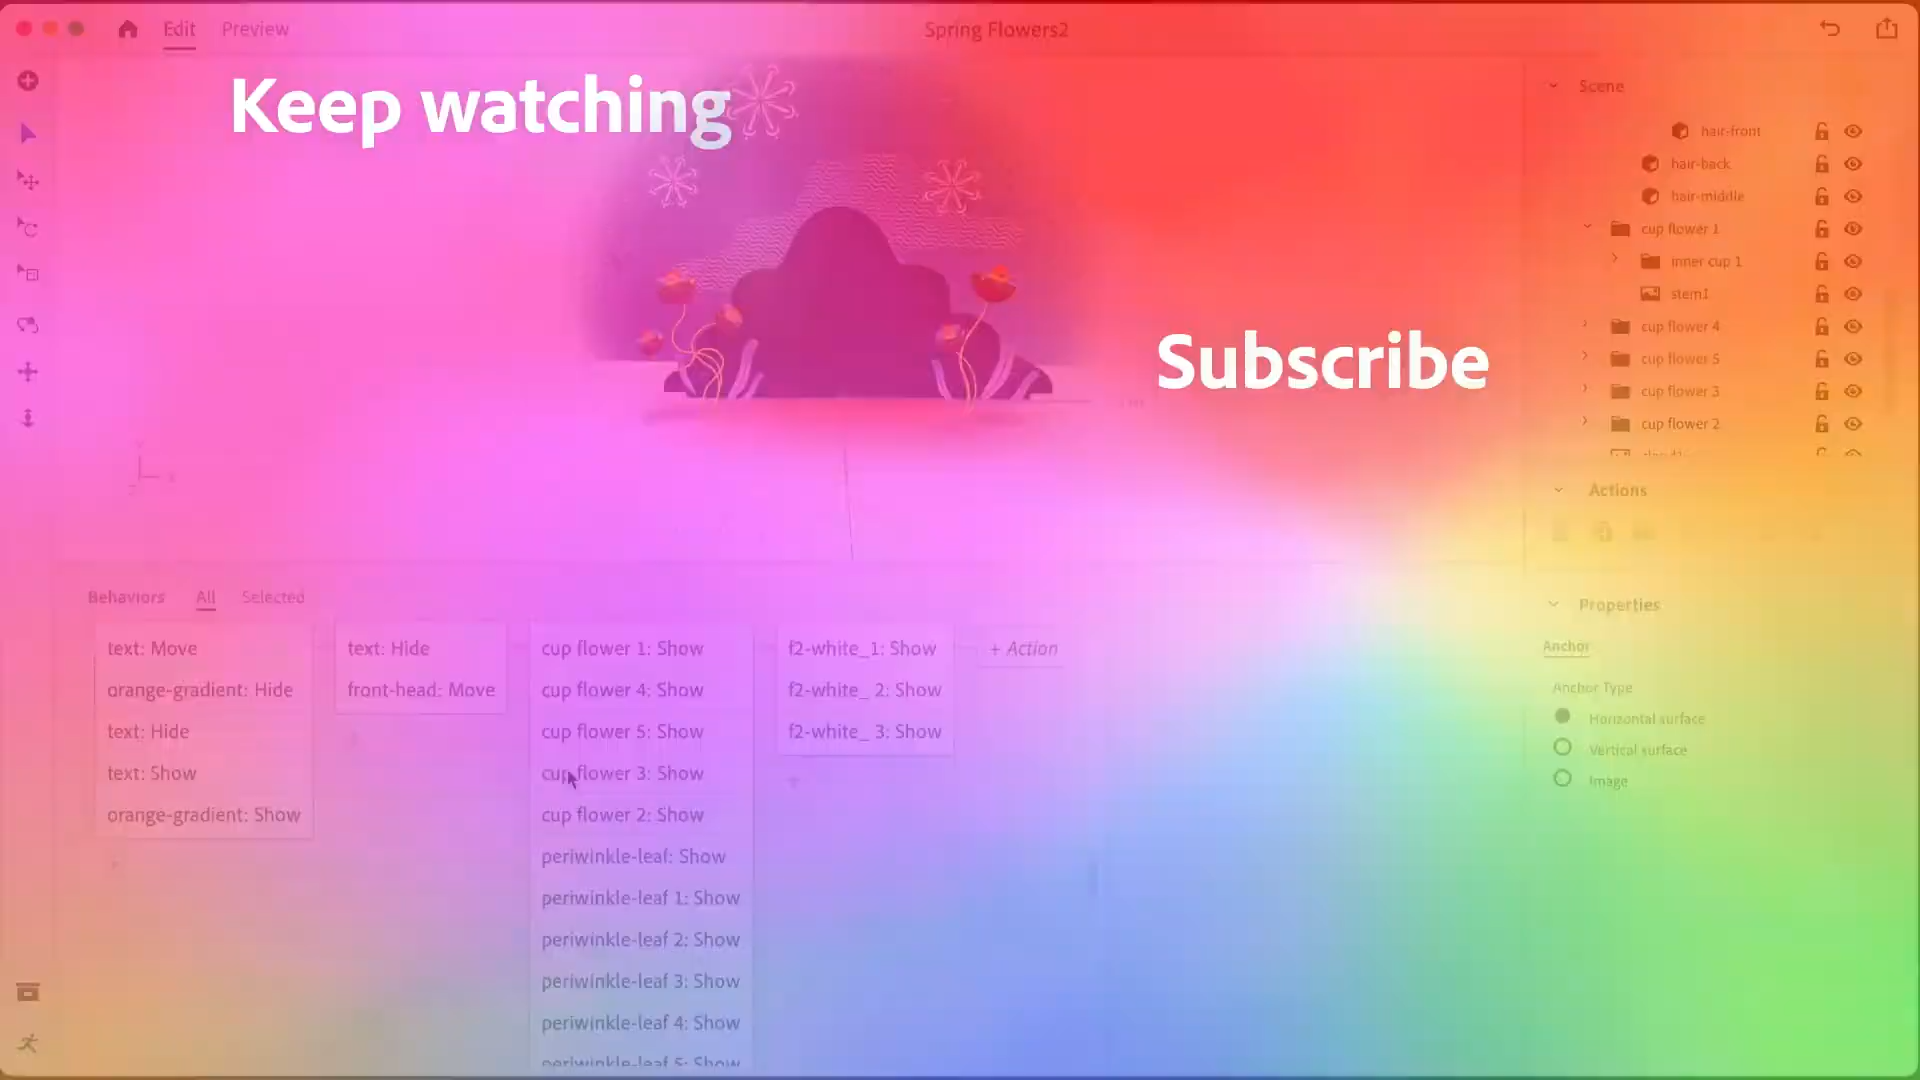 Edit Preview Spring Flowers2
Keep watching
Subscribe
Scene
hair-front
hair-back
hair-middle
cup flower 1
inner cup 1
stem1
cup flower 4
cup flower 5
cup flower 3
cup flower 2
Actions
Behaviors All Selected
text: Move
orange-gradient: Hide
text: Hide
text: Show
orange-gradient: Show
text: Hide
front-head: Move
cup flower 1: Show
cup flower 4: Show
cup flower 5: Show
cup flower 3: Show
cup flower 2: Show
periwinkle-leaf: Show
periwinkle-leaf 1: Show
periwinkle-leaf 2: Show
periwinkle-leaf 3: Show
periwinkle-leaf 4: Show
periwinkle-leaf 5: Show
f2-white_1: Show
f2-white_ 2: Show
f2-white_ 3: Show
+ Action
Properties
Anchor
Anchor Type
Horizontal surface
Vertical surface
Image